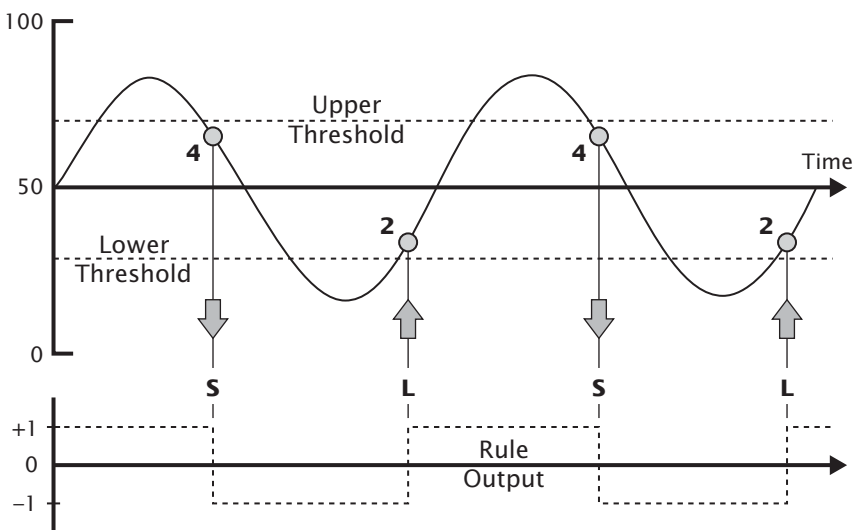 100
Upper
Threshold
4
4
Time
50
2
2
Lower
Threshold
0
S
L
S
L
+1
Rule
0
Output
−1